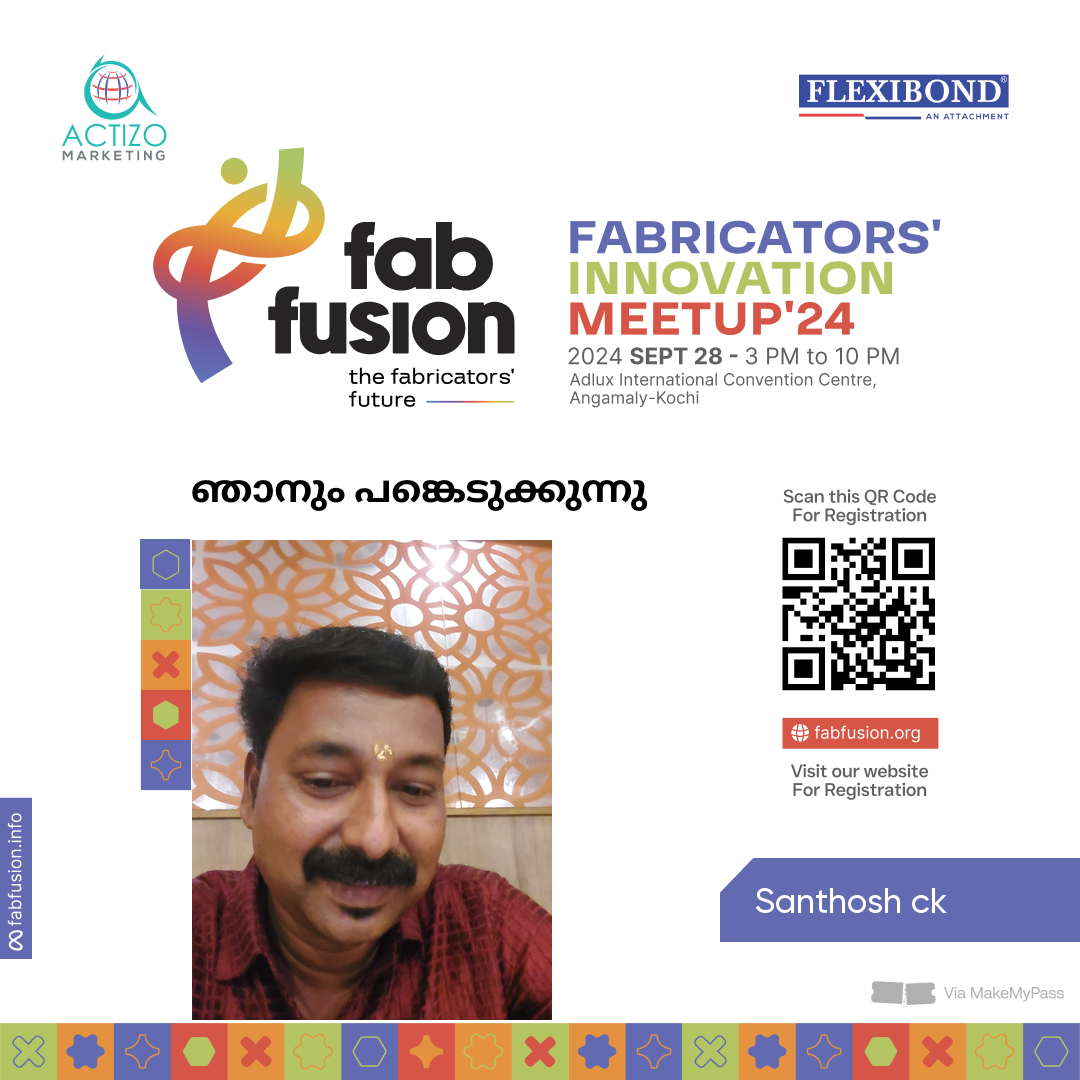 ACTIZO
MARKETING
FLEXIBOND®
AN ATTACHMENT
fab
fusion
the fabricators'
future
FABRICATORS'
INNOVATION
MEETUP'24
2024 SEPT 28 - 3 PM to 10 PM
Adlux International Convention Centre,
Angamaly-Kochi
ഞാനും പങ്കെടുക്കുന്നു
Scan this QR Code
For Registration
fabfusion.org
Visit our website
For Registration
fabfusion.info
Santhosh ck
Via MakeMyPass